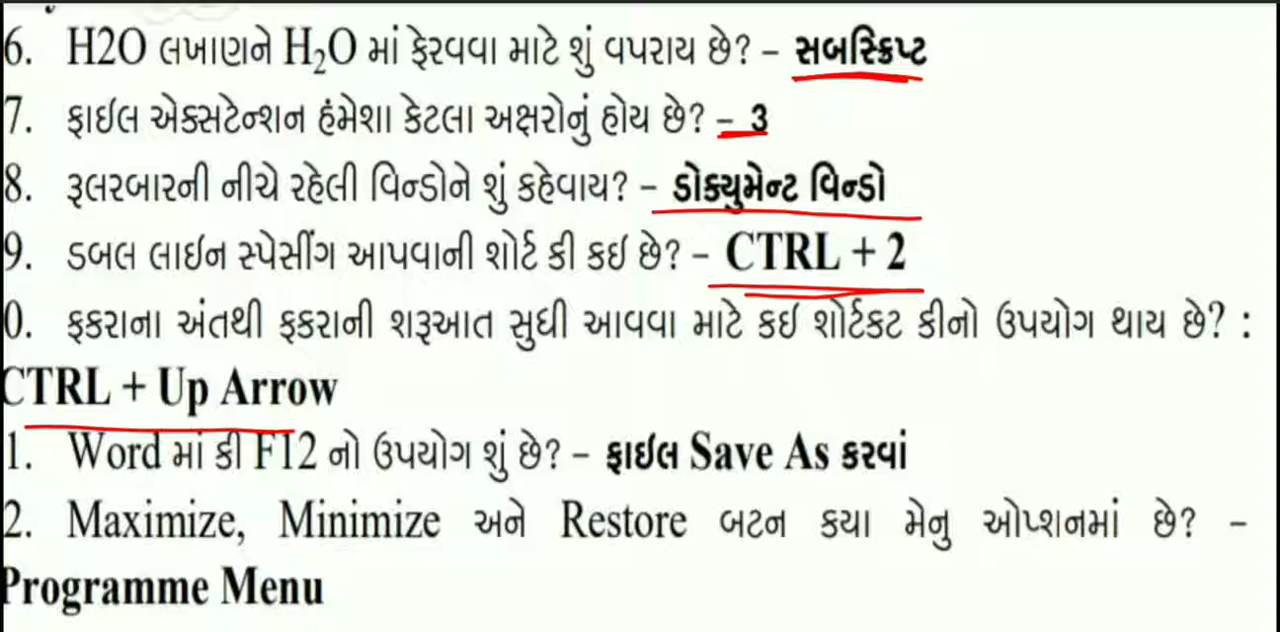 6. H2O લખાણને H₂O માં ફેરવવા માટે શું વપરાય છે? – સબસ્ક્રિપ્ટ
7. ફાઈલ એક્સટેન્શન હંમેશા કેટલા અક્ષરોનું હોય છે? – 3
8. રૂલરબારની નીચે રહેલી વિન્ડોને શું કહેવાય? – ડોક્યુમેન્ટ વિન્ડો
9. ડબલ લાઈન સ્પેસીંગ આપવાની શોર્ટ કી કઈ છે? – CTRL + 2
0. ફકરાના અંતથી ફકરાની શરૂઆત સુધી આવવા માટે કઈ શોર્ટકટ કીનો ઉપયોગ થાય છે? :
CTRL + Up Arrow
1. Word માં કી F12 નો ઉપયોગ શું છે? – ફાઈલ Save As કરવાં
2. Maximize, Minimize અને Restore બટન કયા મેનુ ઓપ્શનમાં છે? –
Programme Menu